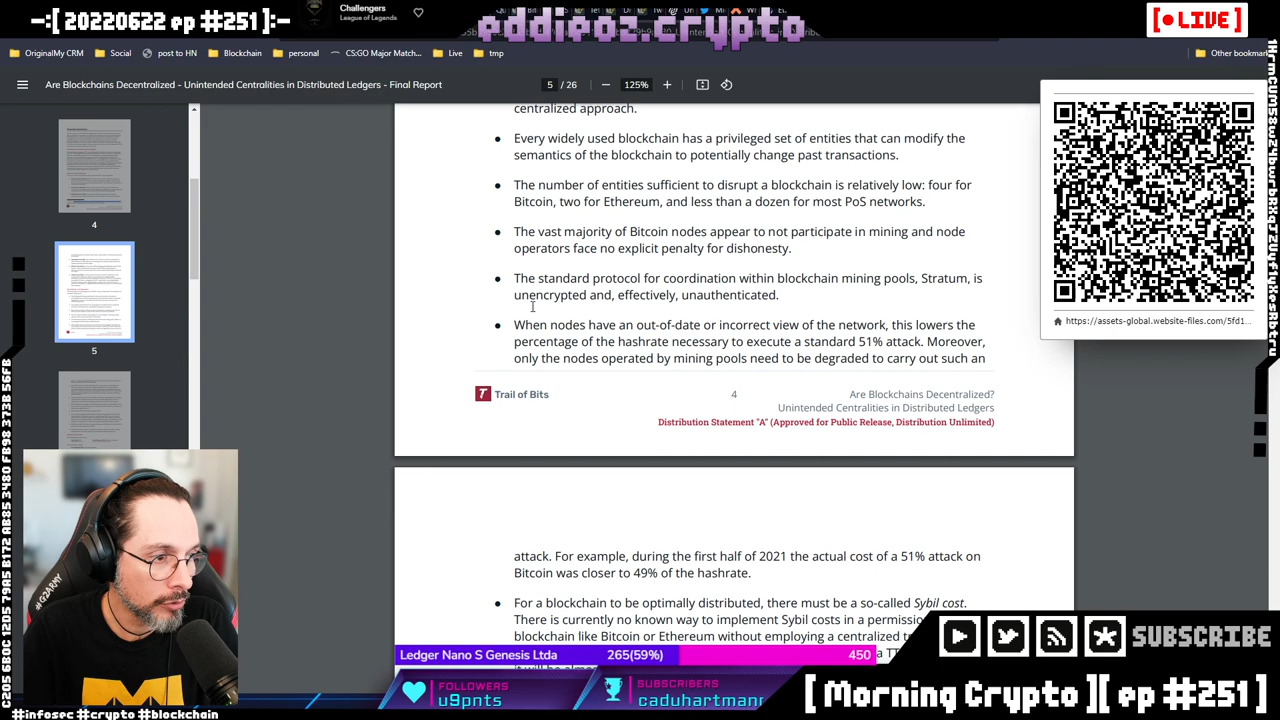 -:[ 20220622 ep #251 ]:-
Challengers
League of Legends
eddieoz.crypto
[● LIVE ]
OriginalMy CRM
Social
post to HN
Blockchain
personal
CS:GO Major Match...
Live
tmp
Other bookmar
Are Blockchains Decentralized - Unintended Centralities in Distributed Ledgers - Final Report
5 / 26
125%
4
5
centralized approach.
● Every widely used blockchain has a privileged set of entities that can modify the
semantics of the blockchain to potentially change past transactions.
● The number of entities sufficient to disrupt a blockchain is relatively low: four for
Bitcoin, two for Ethereum, and less than a dozen for most PoS networks.
● The vast majority of Bitcoin nodes appear to not participate in mining and node
operators face no explicit penalty for dishonesty.
● The standard protocol for coordination within blockchain mining pools, Stratum, is
unencrypted and, effectively, unauthenticated.
● When nodes have an out-of-date or incorrect view of the network, this lowers the
percentage of the hashrate necessary to execute a standard 51% attack. Moreover,
only the nodes operated by mining pools need to be degraded to carry out such an
Trail of Bits
4
Are Blockchains Decentralized?
Unintended Centralities in Distributed Ledgers
Distribution Statement "A" (Approved for Public Release, Distribution Unlimited)
attack. For example, during the first half of 2021 the actual cost of a 51% attack on
Bitcoin was closer to 49% of the hashrate.
● For a blockchain to be optimally distributed, there must be a so-called Sybil cost.
There is currently no known way to implement Sybil costs in a
blockchain like Bitcoin or Ethereum without employing a centralized
https://assets-global.website-files.com/5fd1...
SUBSCRIBE
Ledger Nano S Genesis Ltda
265(59%)
450
FOLLOWERS
u9pnts
SUBSCRIBERS
caduhartmann
[ Morning Crypto ][ ep #251 ]
#crypto #blockchain